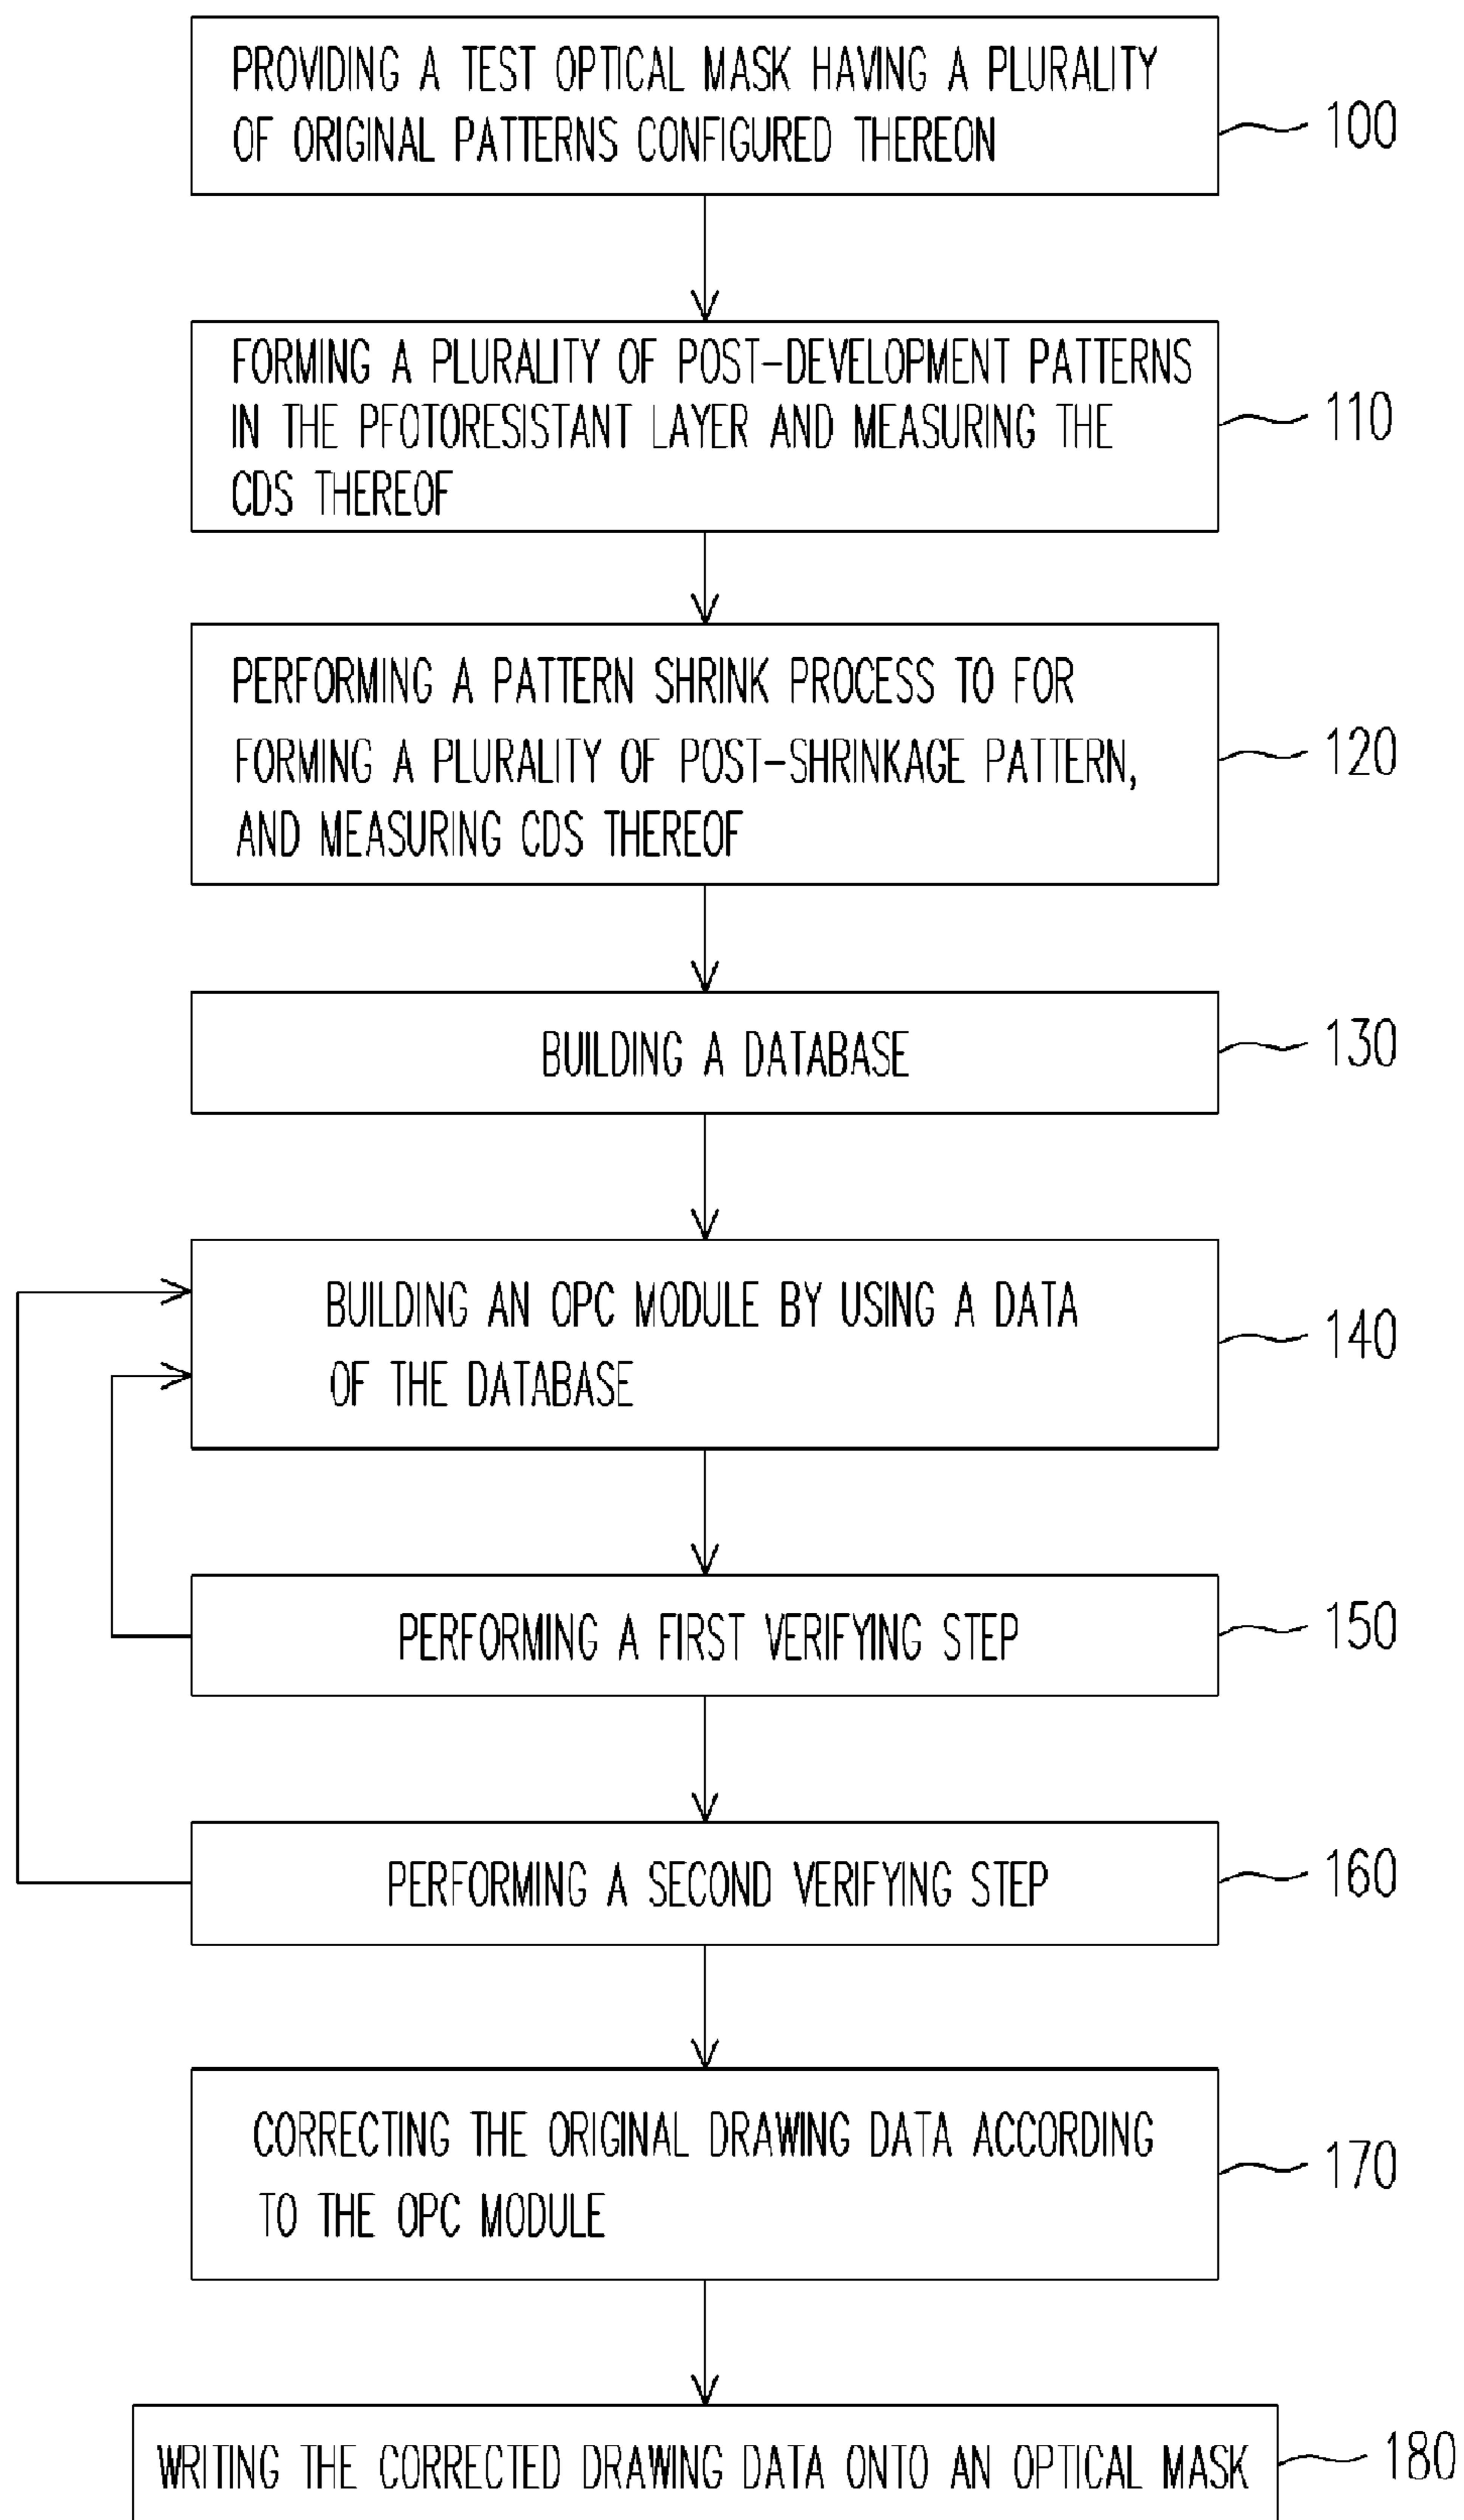 PROVIDING A TEST OPTICAL MASK HAVING A PLURALITY
OF ORIGINAL PATTERNS CONFIGURED THEREON
100
FORMING A PLURALITY OF POST-DEVELOPMENT PATTERNS
IN THE PFOTORESISTANT LAYER AND MEASURING THE
CDS THEREOF
110
PERFORMING A PATTERN SHRINK PROCESS TO FOR
FORMING A PLURALITY OF POST-SHRINKAGE PATTERN,
AND MEASURING CDS THEREOF
120
BUILDING A DATABASE
130
BUILDING AN OPC MODULE BY USING A DATA
OF THE DATABASE
140
PERFORMING A FIRST VERIFYING STEP
150
PERFORMING A SECOND VERIFYING STEP
160
CORRECTING THE ORIGINAL DRAWING DATA ACCORDING
TO THE OPC MODULE
170
WRITING THE CORRECTED DRAWING DATA ONTO AN OPTICAL MASK
180